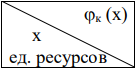 φк (x)
x
ед. ресурсов